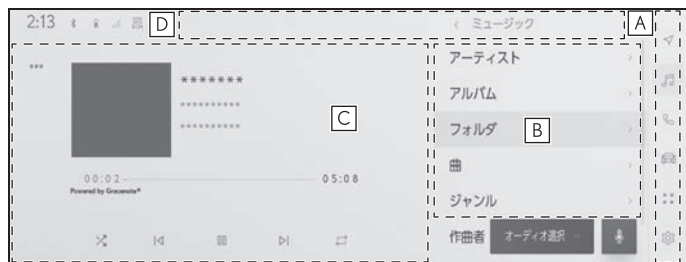 2:13
D
< ミュージック
A
アーティスト
*******
アルバム
**********
**********
C
フォルダ
B
00:02
05:08
Powered by Gracenote®
曲
ジャンル
作曲者
オーディオ選択